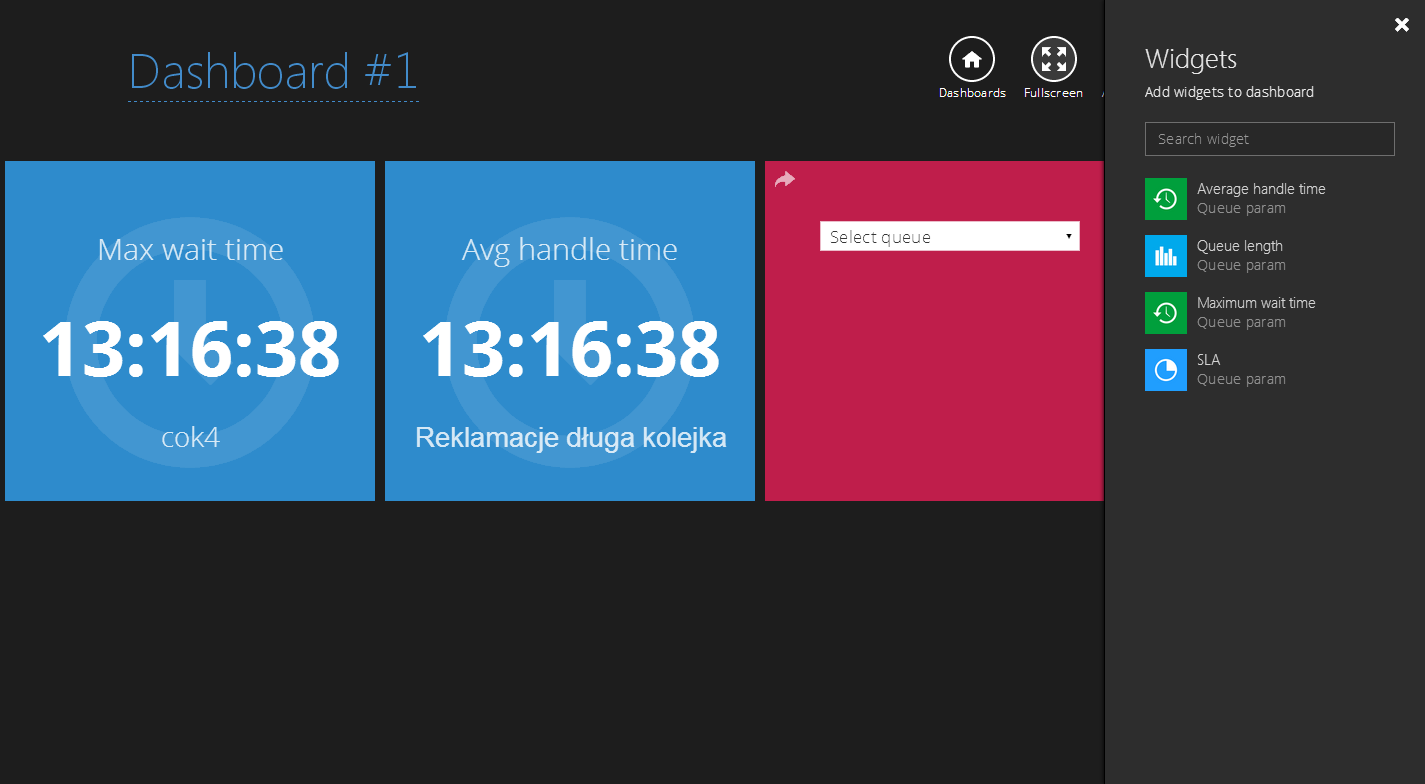 Dashboard #1
Dashboards
Fullscreen
Max wait time
13:16:38
cok4
Avg handle time
13:16:38
Reklamacje długa kolejka
Select queue
Widgets
Add widgets to dashboard
Search widget
Average handle time
Queue param
Queue length
Queue param
Maximum wait time
Queue param
SLA
Queue param